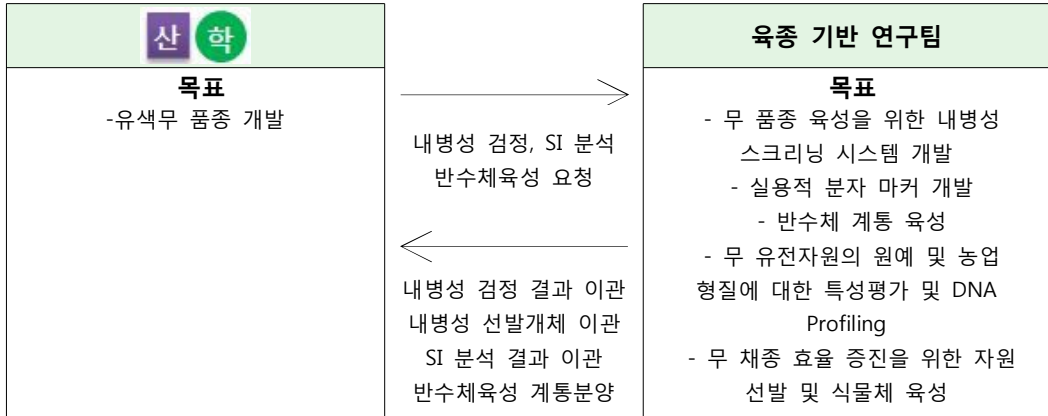 산 학
목표
-유색무 품종 개발
내병성 검정, SI 분석
반수체육성 요청
내병성 검정 결과 이관
내병성 선발개체 이관
SI 분석 결과 이관
반수체육성 계통분양
육종 기반 연구팀
목표
- 무 품종 육성을 위한 내병성
스크리닝 시스템 개발
- 실용적 분자 마커 개발
- 반수체 계통 육성
- 무 유전자원의 원예 및 농업
형질에 대한 특성평가 및 DNA
Profiling
- 무 채종 효율 증진을 위한 자원
선발 및 식물체 육성